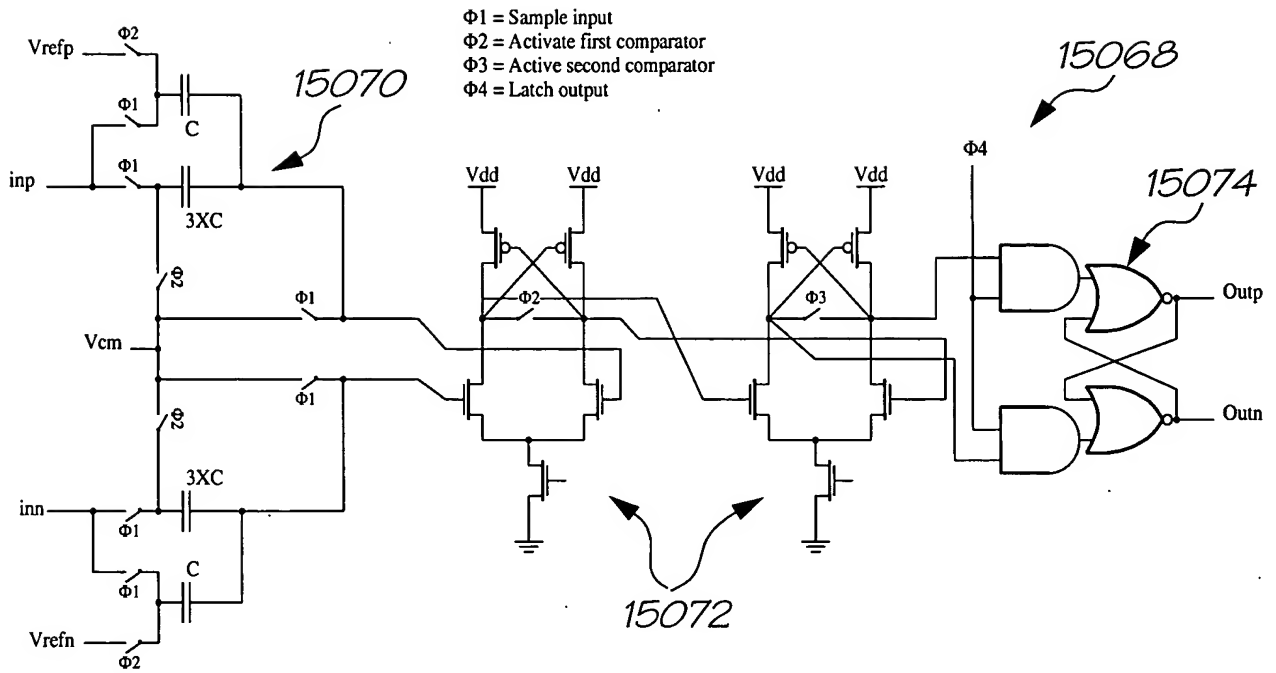 Φ1 = Sample input
Φ2 = Activate first comparator
Φ3 = Active second comparator
Φ4 = Latch output
Φ2
Vrefp
15070
15068
Φ1
C
Φ4
Φ1
inp
3XC
Vdd
Vdd
Vdd
Vdd
15074
Φ2
Φ1
Φ2
Φ3
Outp
Vcm
Φ1
Φ2
Outn
3XC
inn
Φ1
C
Φ1
15072
Vrefn
Φ2